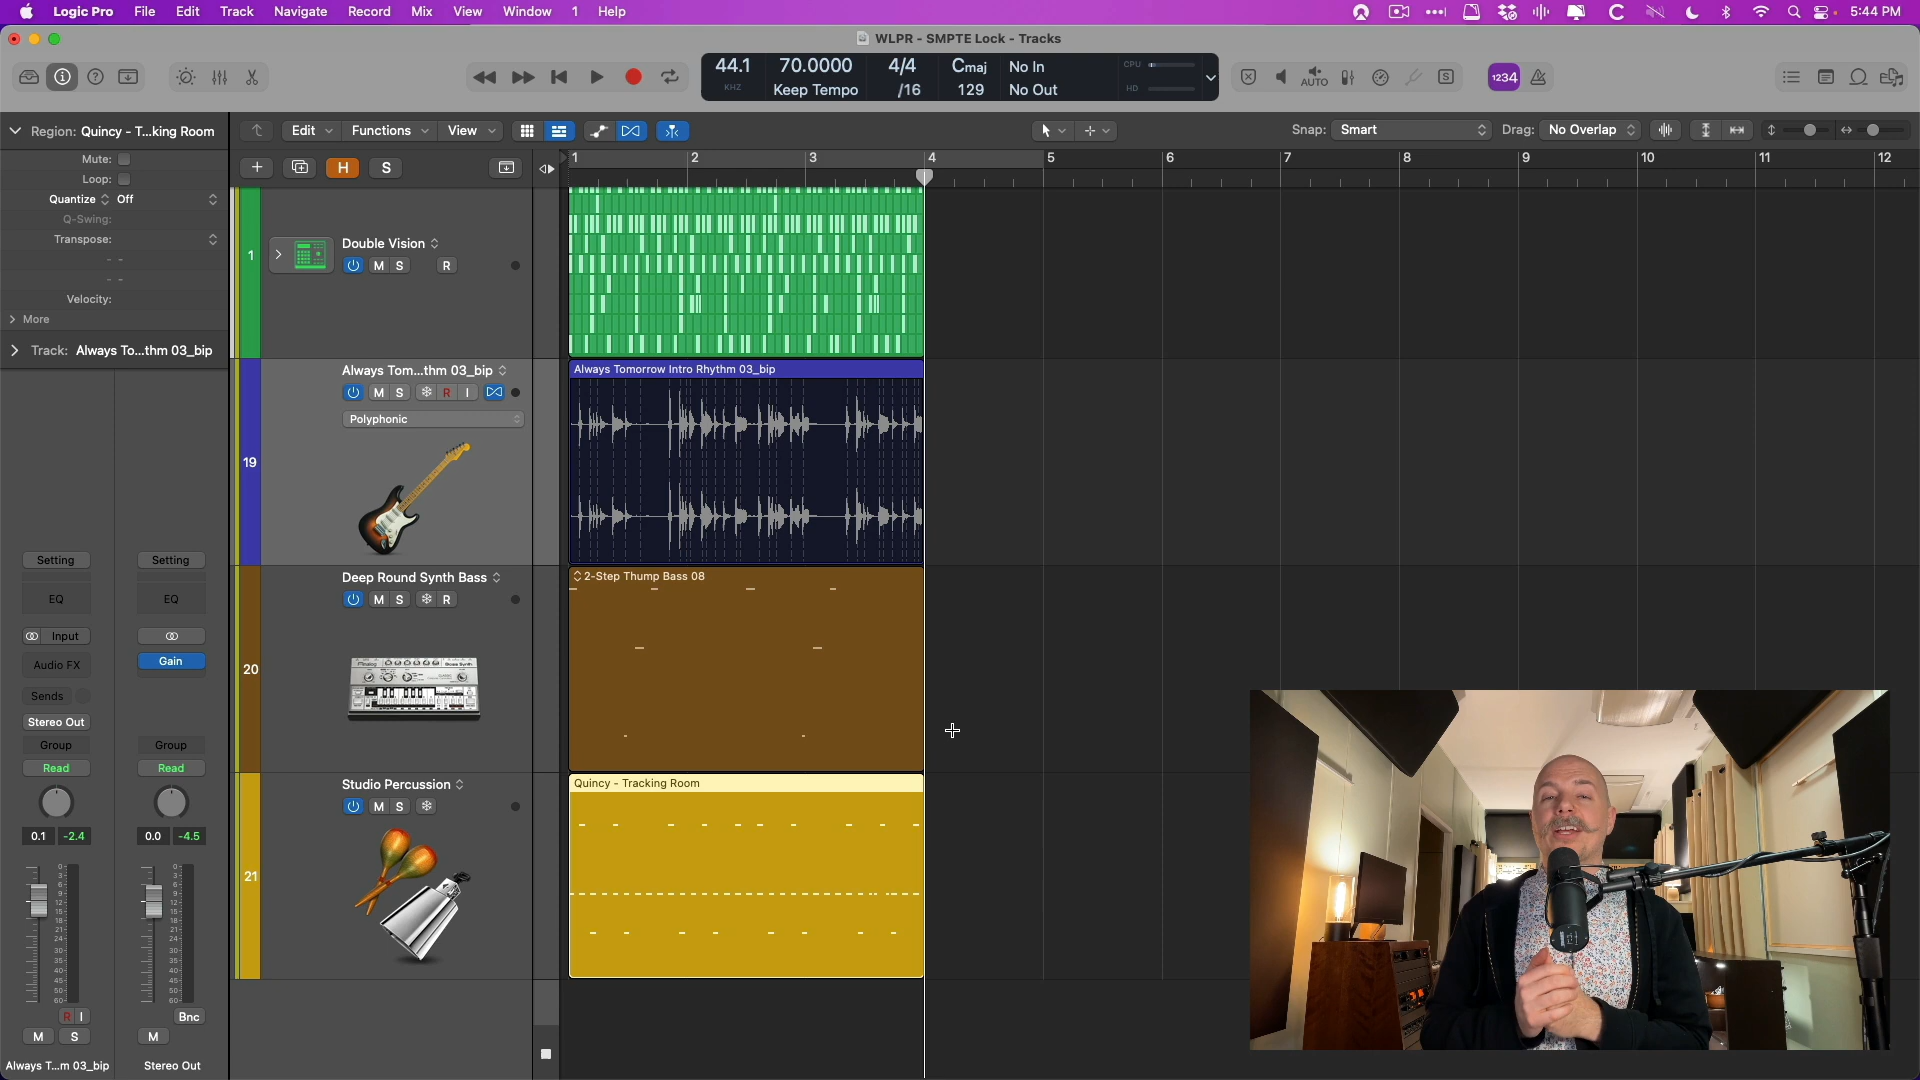 Logic Pro File Edit Track Navigate Record Mix View Window 1 Help 5:44 PM
WLPR - SMPTE Lock - Tracks
44.1 70.0000 4/4 Cmaj No In CPU
KHZ Keep Tempo /16 129 No Out HD
AUTO S 1234
Region: Quincy - T...king Room
Edit Functions View Snap: Smart Drag: No Overlap
Mute:
Loop:
Quantize Off
Q-Swing:
Transpose:
Velocity:
More
Track: Always To...thm 03_bip
H S
1 2 3 4 5 6 7 8 9 10 11 12
1 Double Vision
M S R
Always Tom...thm 03_bip
M S R I
Polyphonic
19
Always Tomorrow Intro Rhythm 03_bip
Deep Round Synth Bass
M S R
20
2-Step Thump Bass 08
Studio Percussion
M S
21
Quincy - Tracking Room
Setting Setting
EQ EQ
Input
Audio FX Gain
Sends
Stereo Out
Group Group
Read Read
0.1 -2.4 0.0 -4.5
R I Bnc
M S M
Always T...m 03_bip Stereo Out